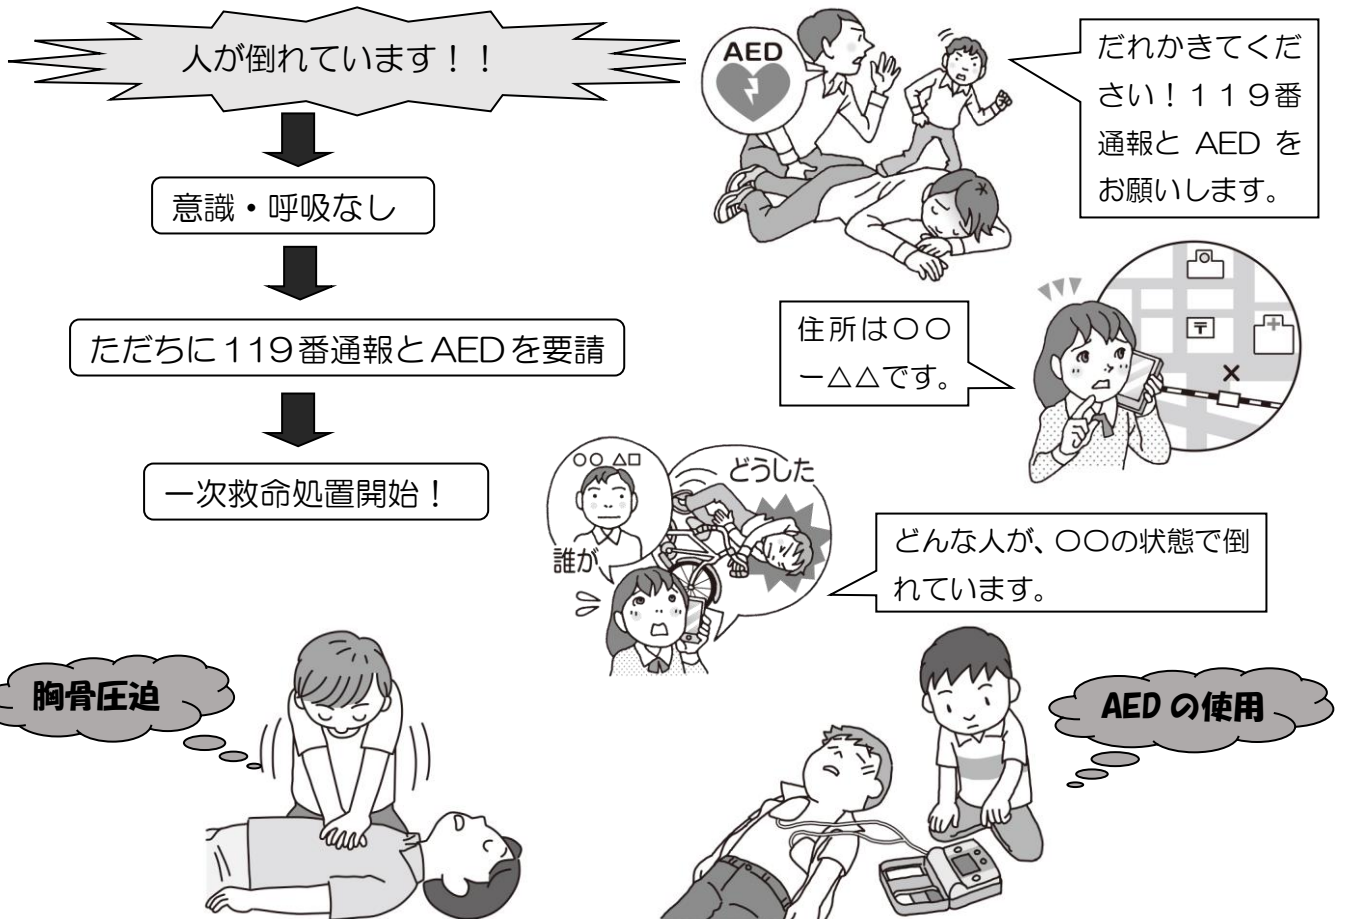 人が倒れています！！
意識・呼吸なし
ただちに119番通報とAEDを要請
一次救命処置開始！
AED
だれかきてくだ
さい！１１９番
通報と AED を
お願いします。
住所は〇〇
ー△△です。
〒
〇〇 △□
誰が
どうした
どんな人が、〇〇の状態で倒
れています。
胸骨圧迫
AED の使用